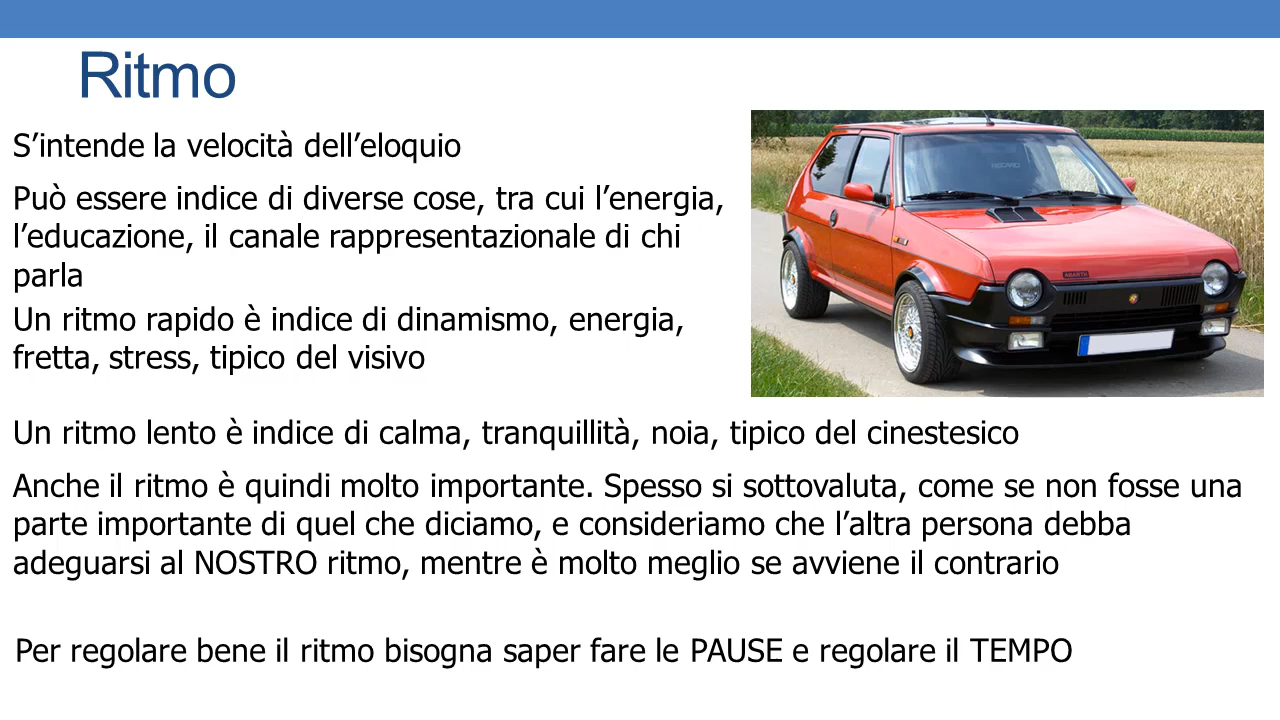 Ritmo
S’intende la velocità dell’eloquio
Può essere indice di diverse cose, tra cui l’energia,
l’educazione, il canale rappresentazionale di chi
parla
Un ritmo rapido è indice di dinamismo, energia,
fretta, stress, tipico del visivo
RECARO
ABARTH
Un ritmo lento è indice di calma, tranquillità, noia, tipico del cinestesico
Anche il ritmo è quindi molto importante. Spesso si sottovaluta, come se non fosse una
parte importante di quel che diciamo, e consideriamo che l’altra persona debba
adeguarsi al NOSTRO ritmo, mentre è molto meglio se avviene il contrario
Per regolare bene il ritmo bisogna saper fare le PAUSE e regolare il TEMPO